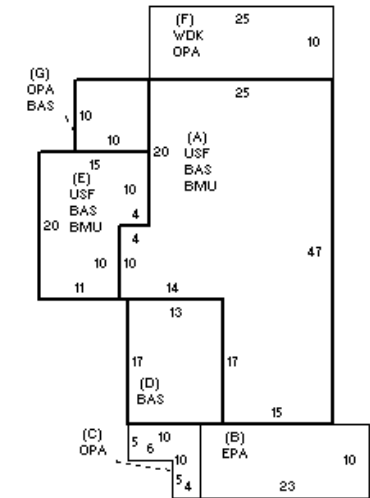 (F)
WDK
OPA
25
10
(G)
OPA
BAS
10
10
25
20
(A)
USF
BAS
BMU
15
(E)
USF
BAS
BMU
10
4
4
20
10
10
47
11
14
13
17
17
(D)
BAS
15
(C)
OPA
5
10
6
10
5
4
(B)
EPA
10
23